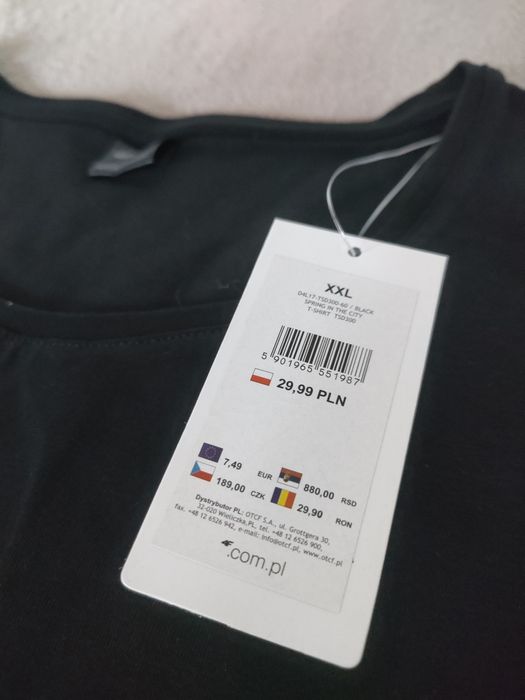 XXL
D4L17-TSD300-60 / BLACK
SPRING IN THE CITY
T-SHIRT TSD300
5 901965 551987
29,99 PLN
7,49 EUR 880,00 RSD
189,00 CZK 29,90 RON
Dystrybutor PL: OTCF S.A., ul. Grottgera 30,
32-020 Wieliczka,PL, tel. +48 12 6526 900,
fax. +48 12 6526 942, e-mail: info@otcf.pl, www.otcf.pl
.com.pl